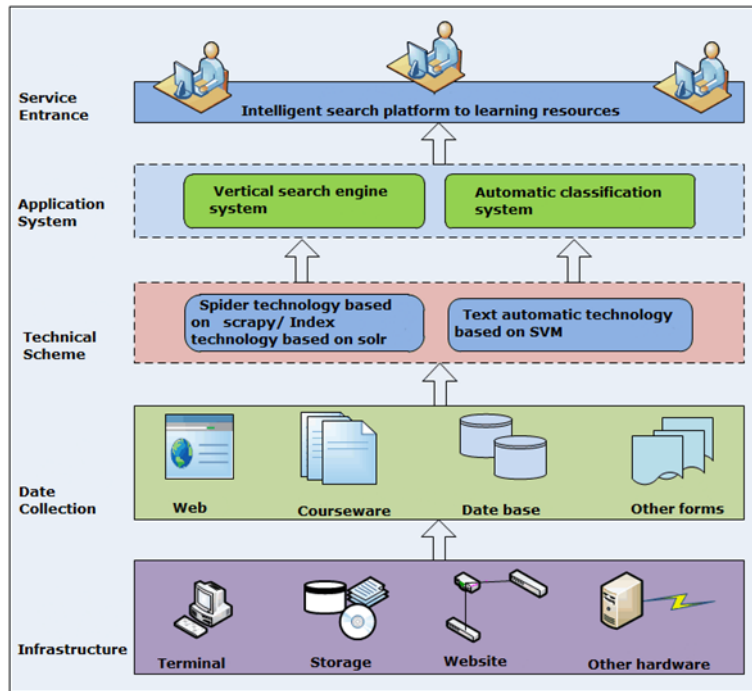 Service
Entrance
Intelligent search platform to learning resources
Application
System
Vertical search engine
system
Automatic classification
system
Technical
Scheme
Spider technology based
on scrapy/ Index
technology based on solr
Text automatic technology
based on SVM
Date
Collection
Web
Courseware
Date base
Other forms
Infrastructure
Terminal
Storage
Website
Other hardware